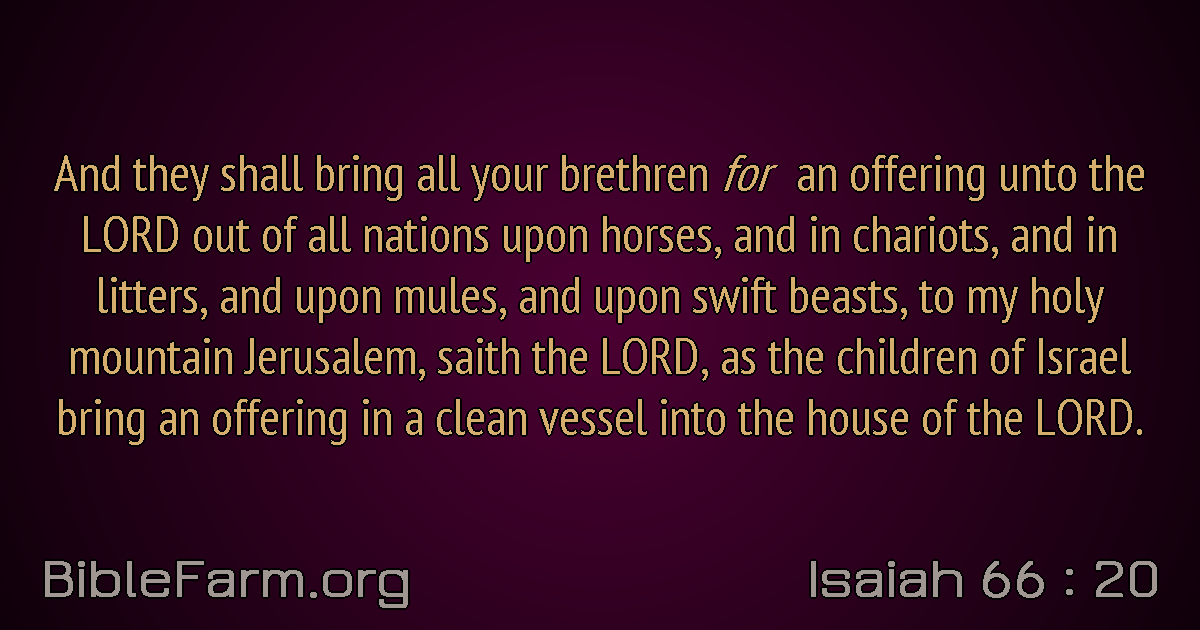 And they shall bring all your brethren for an offering unto the
LORD out of all nations upon horses, and in chariots, and in
litters, and upon mules, and upon swift beasts, to my holy
mountain Jerusalem, saith the LORD, as the children of Israel
bring an offering in a clean vessel into the house of the LORD.
BibleFarm.org
Isaiah 66 : 20